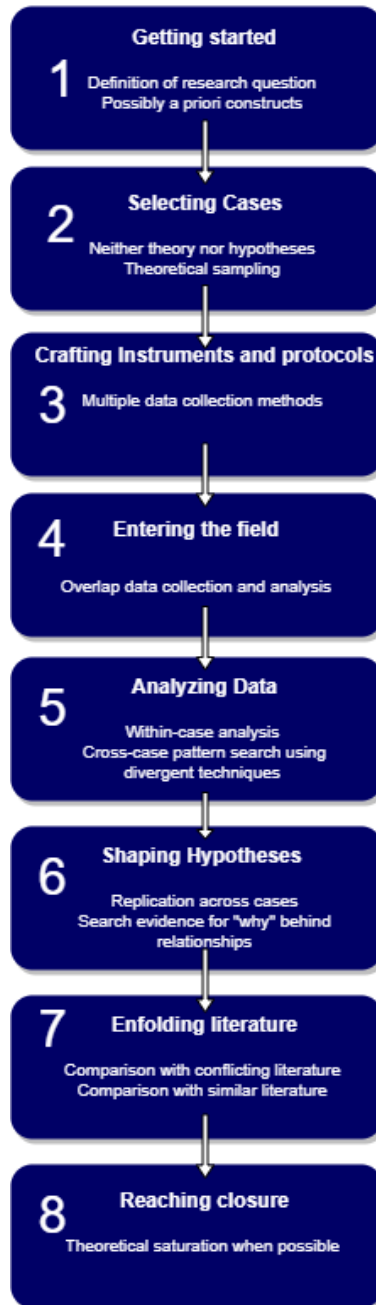 Getting started
1
Definition of research question
Possibly a priori constructs
Selecting Cases
2
Neither theory nor hypotheses
Theoretical sampling
Crafting Instruments and protocols
3
Multiple data collection methods
4
Entering the field
Overlap data collection and analysis
5
Analyzing Data
Within-case analysis
Cross-case pattern search using
divergent techniques
Shaping Hypotheses
6
Replication across cases
Search evidence for "why" behind
relationships
7
Enfolding literature
Comparison with conflicting literature
Comparison with similar literature
Reaching closure
8
Theoretical saturation when possible